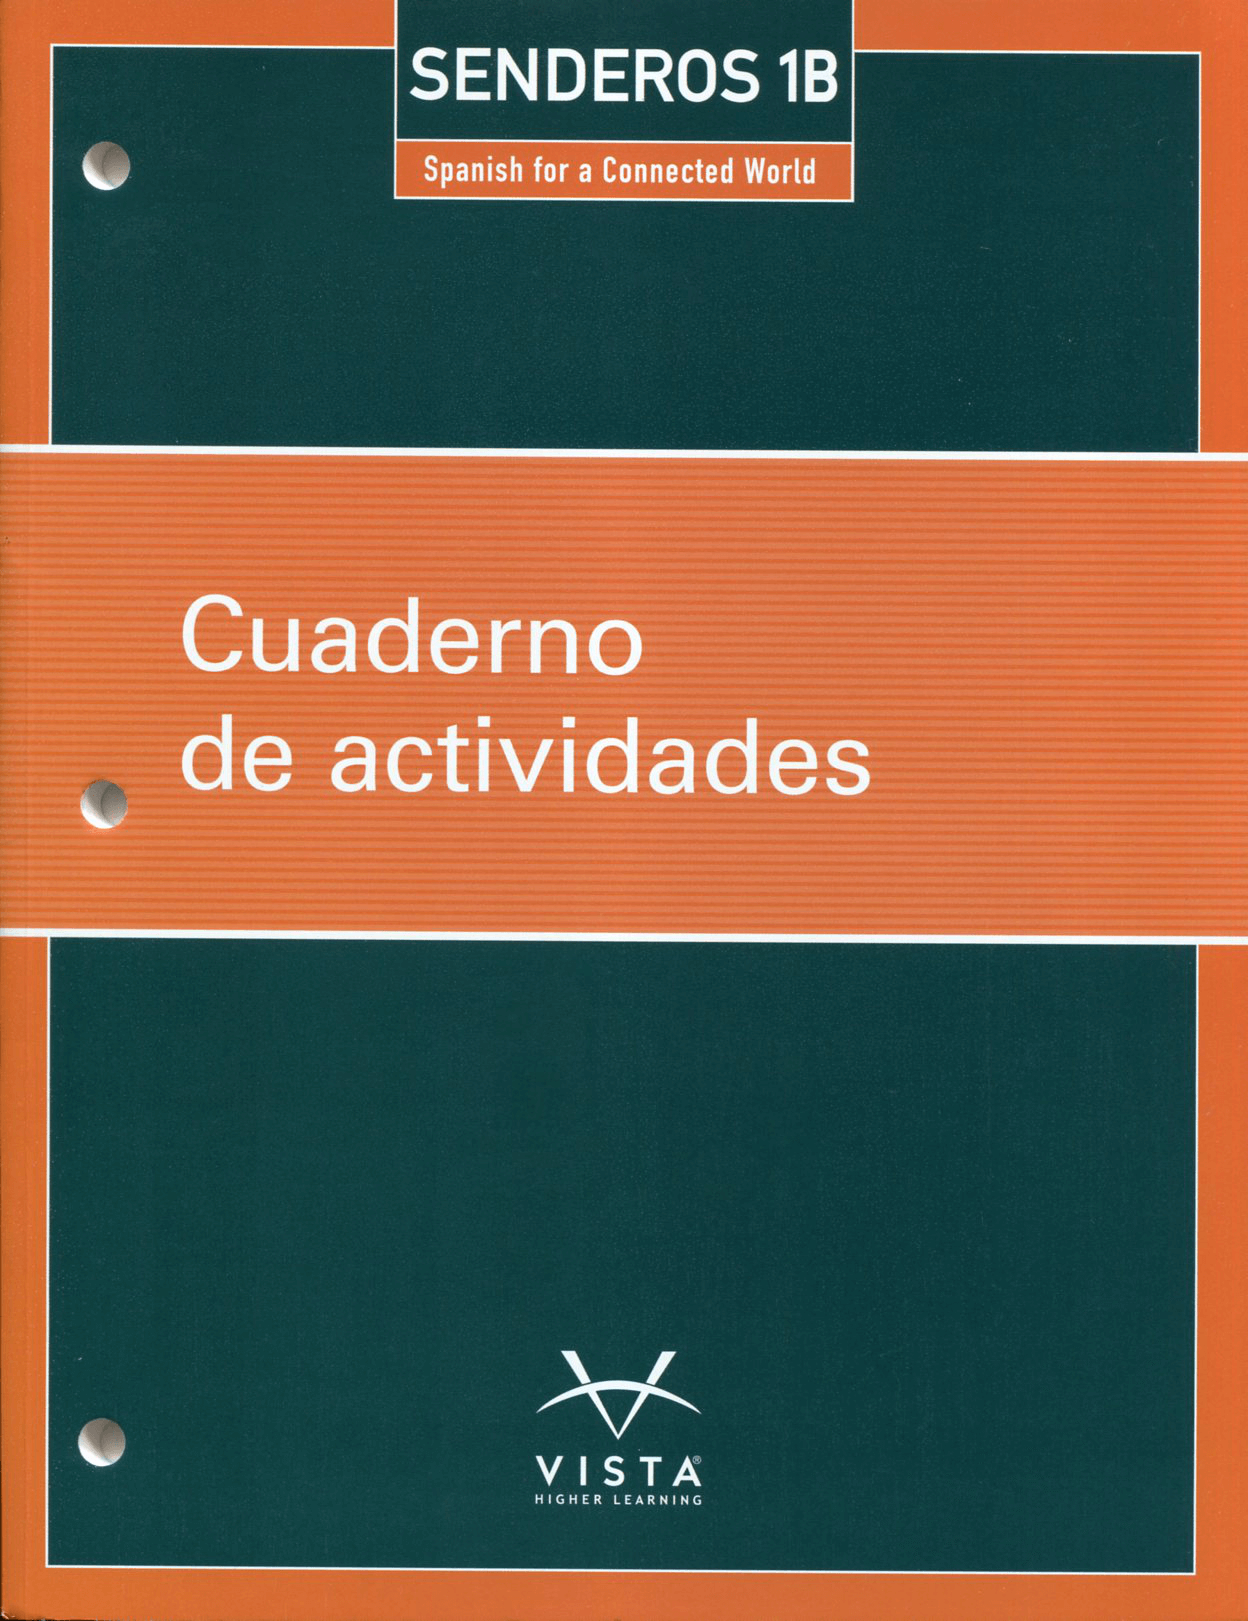 SENDEROS 1B
Spanish for a Connected World
Cuaderno
de actividades
VISTA®
HIGHER LEARNING